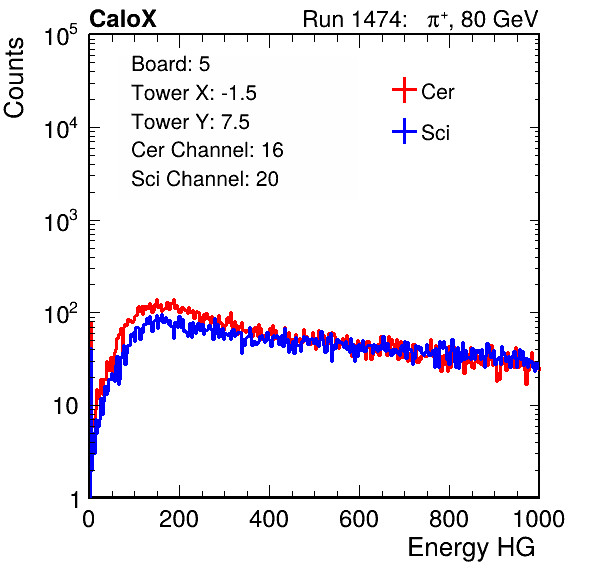 CaloX Run 1474: π⁺, 80 GeV
Counts
10⁵
10⁴
10³
10²
10
1
Board: 5
Tower X: -1.5
Tower Y: 7.5
Cer Channel: 16
Sci Channel: 20
Cer
Sci
0 200 400 600 800 1000
Energy HG